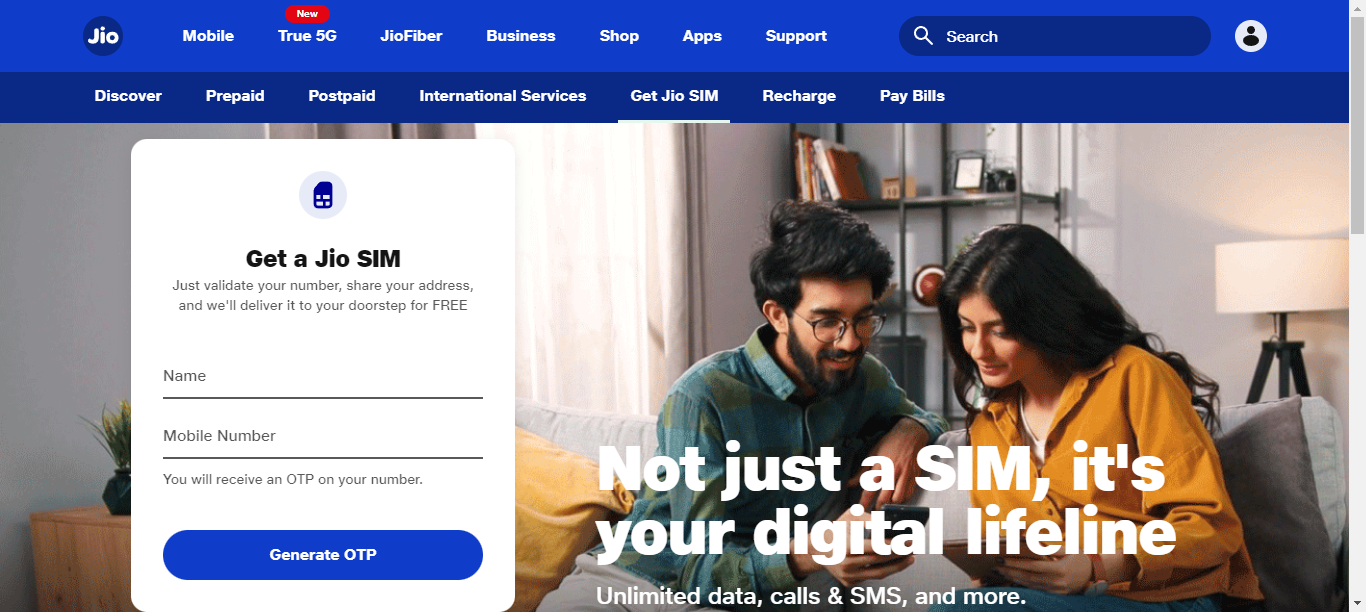 New
Jio Mobile True 5G JioFiber Business Shop Apps Support Search
Discover Prepaid Postpaid International Services Get Jio SIM Recharge Pay Bills
Get a Jio SIM
Just validate your number, share your address,
and we'll deliver it to your doorstep for FREE
Name
Mobile Number
You will receive an OTP on your number.
Generate OTP
Not just a SIM, it's
your digital lifeline
Unlimited data, calls & SMS, and more.